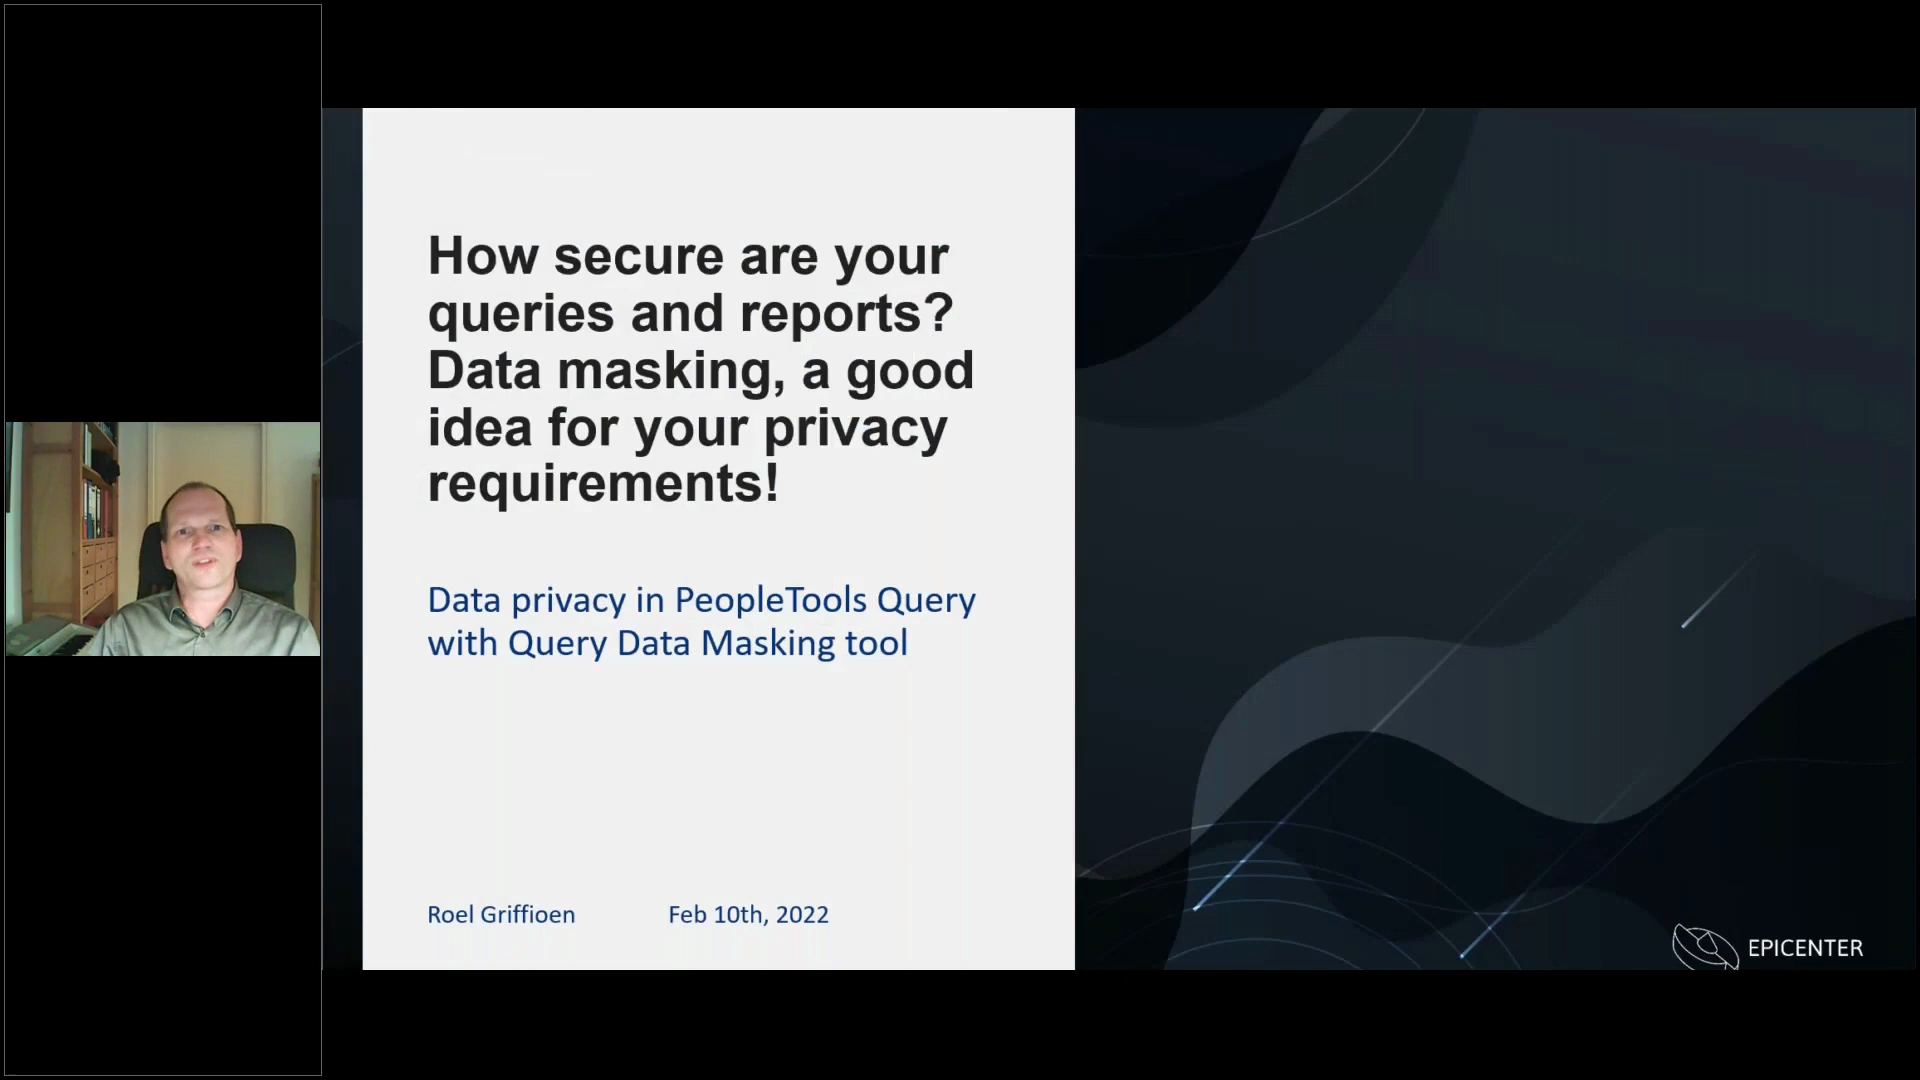 How secure are your
queries and reports?
Data masking, a good
idea for your privacy
requirements!
Data privacy in PeopleTools Query
with Query Data Masking tool
Roel Griffioen
Feb 10th, 2022
EPICENTER